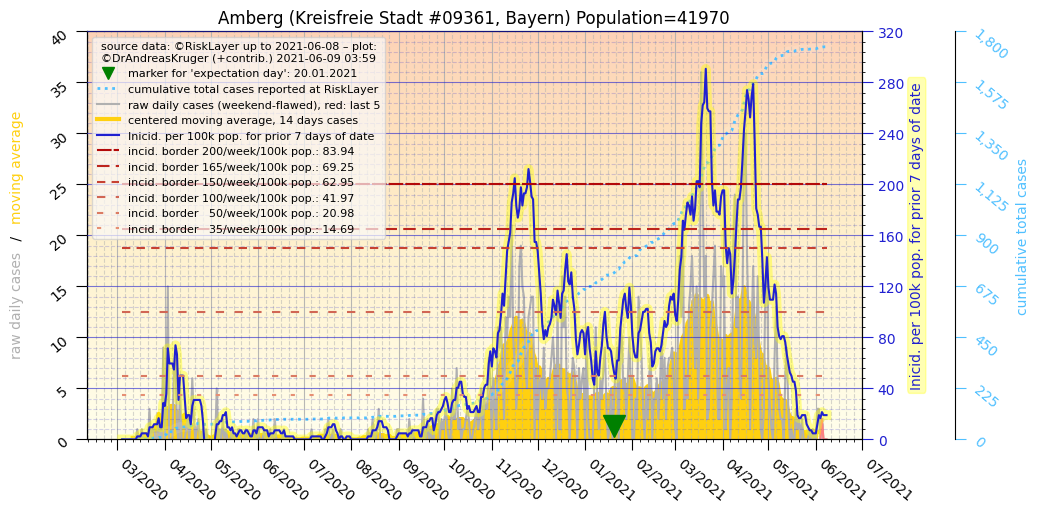 Amberg (Kreisfreie Stadt #09361, Bayern) Population=41970
source data: ©RiskLayer up to 2021-06-08 – plot:
©DrAndreasKruger (+contrib.) 2021-06-09 03:59
marker for 'expectation day': 20.01.2021
cumulative total cases reported at RiskLayer
raw daily cases (weekend-flawed), red: last 5
centered moving average, 14 days cases
Inicid. per 100k pop. for prior 7 days of date
incid. border 200/week/100k pop.: 83.94
incid. border 165/week/100k pop.: 69.25
incid. border 150/week/100k pop.: 62.95
incid. border 100/week/100k pop.: 41.97
incid. border   50/week/100k pop.: 20.98
incid. border   35/week/100k pop.: 14.69
raw daily cases / moving average
40
35
30
25
20
15
10
5
0
320
280
240
200
160
120
80
40
0
Inicid. per 100k pop. for prior 7 days of date
1,800
1,575
1,350
1,125
900
675
450
225
0
cumulative total cases
03/2020
04/2020
05/2020
06/2020
07/2020
08/2020
09/2020
10/2020
11/2020
12/2020
01/2021
02/2021
03/2021
04/2021
05/2021
06/2021
07/2021